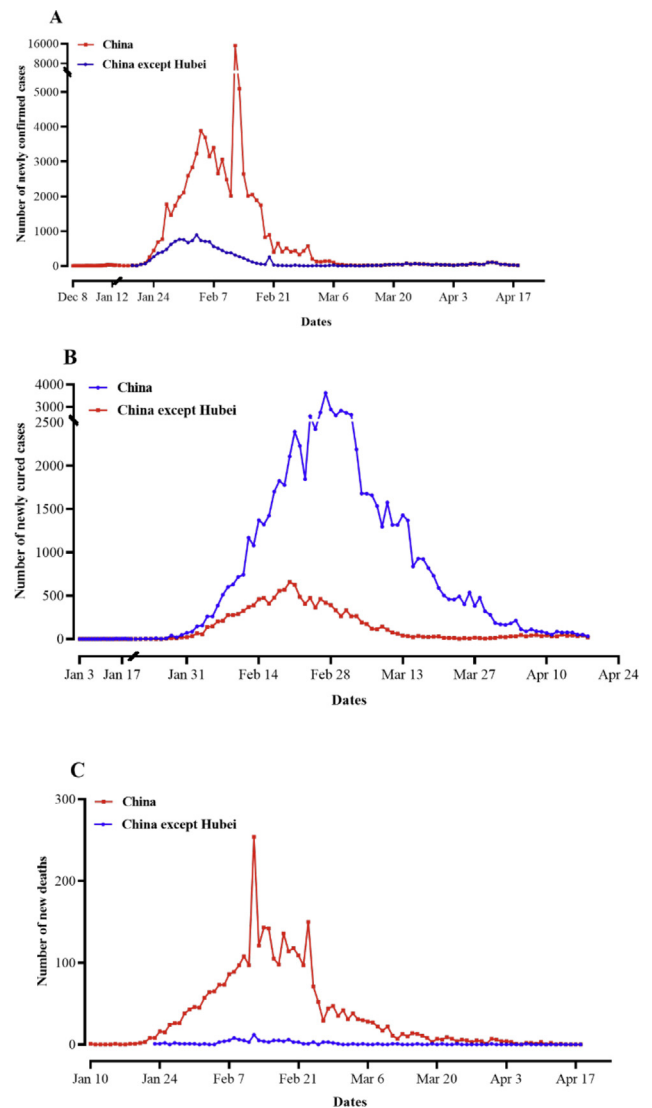 A
China
China except Hubei
Number of newly confirmed cases
16000
8000
5000
4000
3000
2000
1000
0
Dec 8 Jan 12 Jan 24 Feb 7 Feb 21 Mar 6 Mar 20 Apr 3 Apr 17
Dates
B
China
China except Hubei
Number of newly cured cases
4000
3000
2500
2000
1500
1000
500
0
Jan 3 Jan 17 Jan 31 Feb 14 Feb 28 Mar 13 Mar 27 Apr 10 Apr 24
Dates
C
China
China except Hubei
Number of new deaths
300
200
100
0
Jan 10 Jan 24 Feb 7 Feb 21 Mar 6 Mar 20 Apr 3 Apr 17
Dates